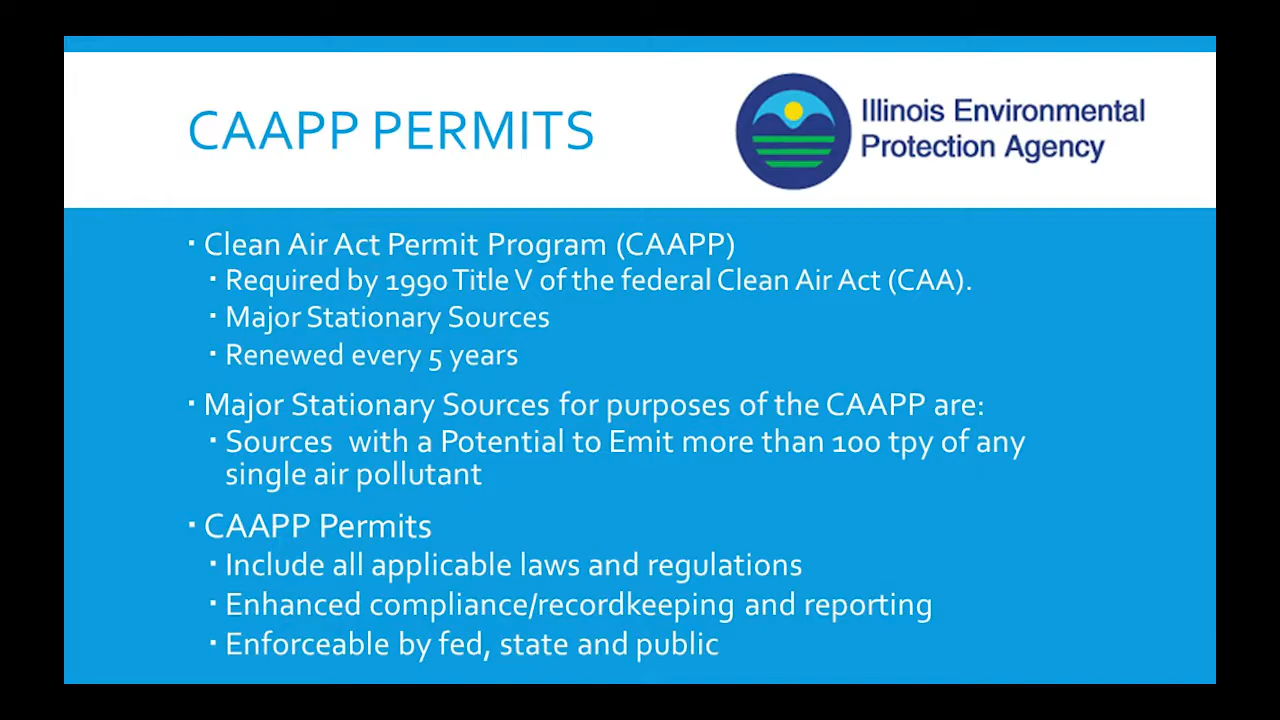 CAAPP PERMITS
Illinois Environmental
Protection Agency
▪ Clean Air Act Permit Program (CAAPP)
▪ Required by 1990 Title V of the federal Clean Air Act (CAA).
▪ Major Stationary Sources
▪ Renewed every 5 years
▪ Major Stationary Sources for purposes of the CAAPP are:
▪ Sources with a Potential to Emit more than 100 tpy of any
single air pollutant
▪ CAAPP Permits
▪ Include all applicable laws and regulations
▪ Enhanced compliance/recordkeeping and reporting
▪ Enforceable by fed, state and public